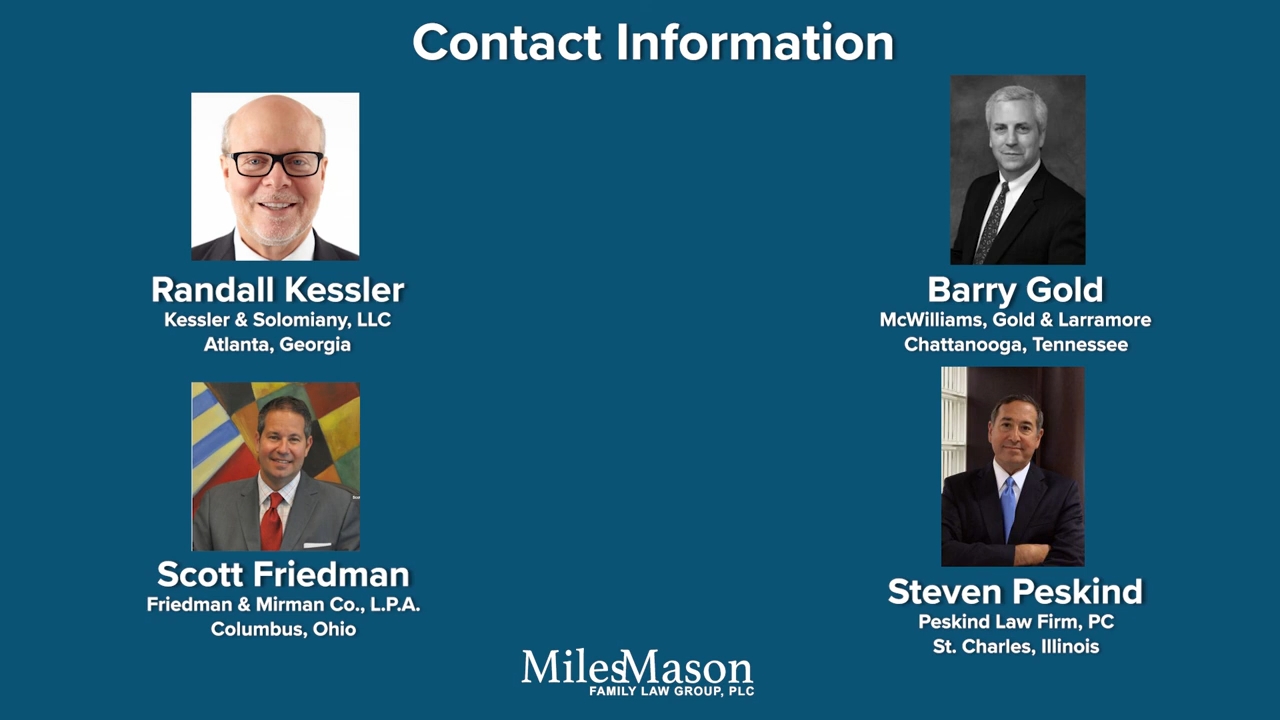 Contact Information
Randall Kessler
Kessler & Solomiany, LLC
Atlanta, Georgia
Barry Gold
McWilliams, Gold & Larramore
Chattanooga, Tennessee
Scott Friedman
Friedman & Mirman Co., L.P.A.
Columbus, Ohio
Steven Peskind
Peskind Law Firm, PC
St. Charles, Illinois
MilesMason
FAMILY LAW GROUP, PLC